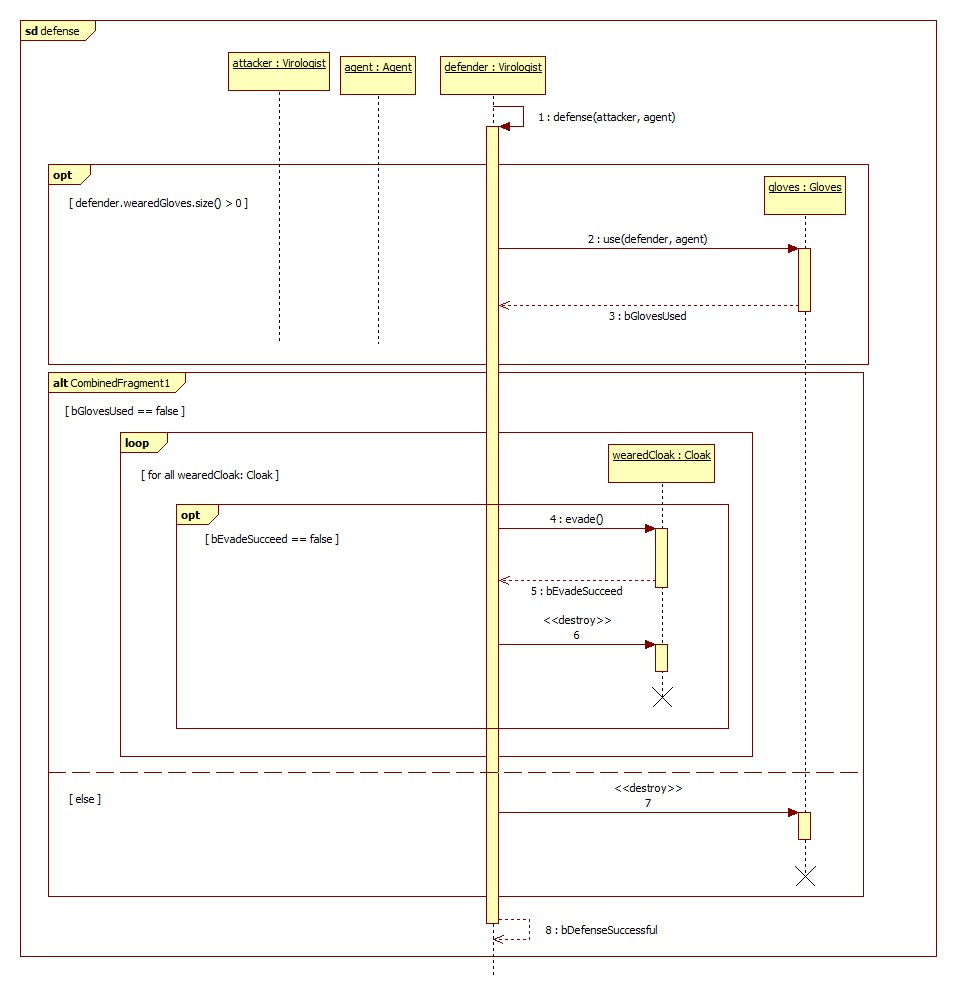 sd defense
attacker : Virologist
agent : Agent
defender : Virologist
1 : defense(attacker, agent)
opt
[ defender.wearedGloves.size() > 0 ]
gloves : Gloves
2 : use(defender, agent)
3 : bGlovesUsed
alt CombinedFragment1
[ bGlovesUsed == false ]
loop
[ for all wearedCloak: Cloak ]
wearedCloak : Cloak
opt
[ bEvadeSucceed == false ]
4 : evade()
5 : bEvadeSucceed
<<destroy>>
6
[ else ]
<<destroy>>
7
8 : bDefenseSuccessful